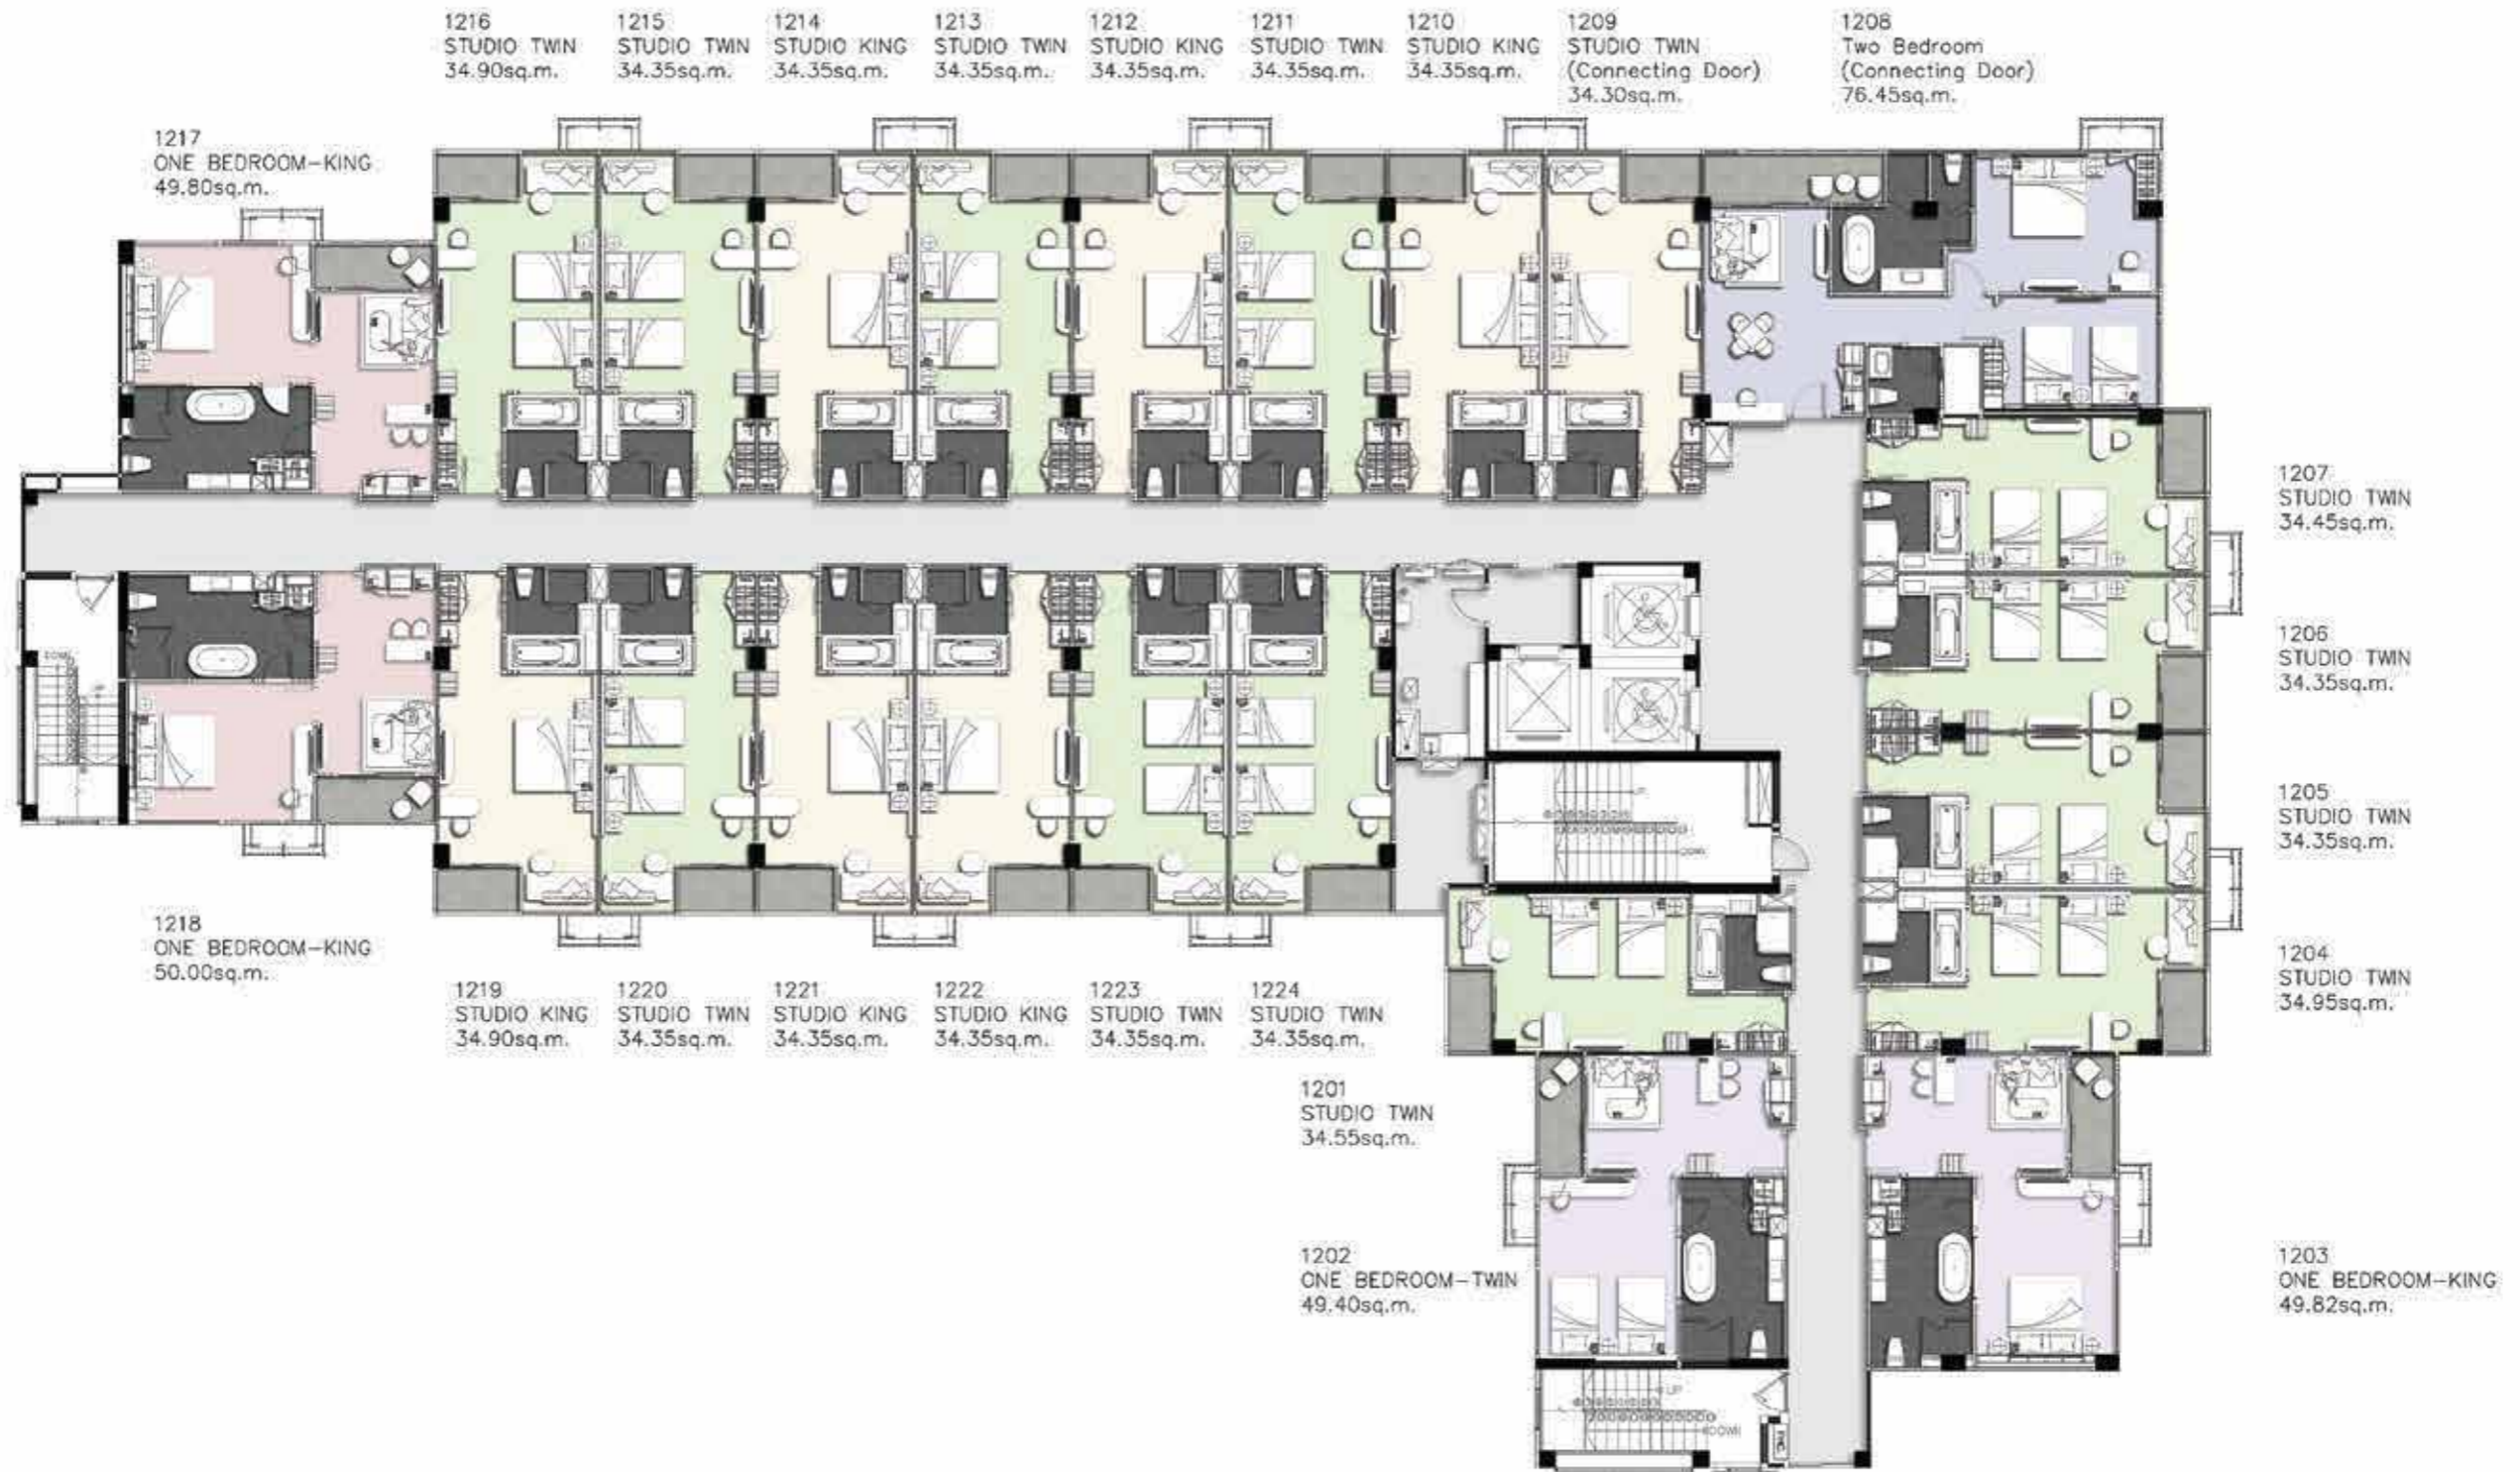 1216
STUDIO TWIN
34.90sq.m.
1215
STUDIO TWIN
34.35sq.m.
1214
STUDIO KING
34.35sq.m.
1213
STUDIO TWIN
34.35sq.m.
1212
STUDIO KING
34.35sq.m.
1211
STUDIO TWIN
34.35sq.m.
1210
STUDIO KING
34.35sq.m.
1209
STUDIO TWIN
(Connecting Door)
34.30sq.m.
1208
Two Bedroom
(Connecting Door)
76.45sq.m.
1217
ONE BEDROOM-KING
49.80sq.m.
1207
STUDIO TWIN
34.45sq.m.
1206
STUDIO TWIN
34.35sq.m.
1205
STUDIO TWIN
34.35sq.m.
1204
STUDIO TWIN
34.95sq.m.
1218
ONE BEDROOM-KING
50.00sq.m.
1219
STUDIO KING
34.90sq.m.
1220
STUDIO TWIN
34.35sq.m.
1221
STUDIO KING
34.35sq.m.
1222
STUDIO KING
34.35sq.m.
1223
STUDIO TWIN
34.35sq.m.
1224
STUDIO TWIN
34.35sq.m.
1201
STUDIO TWIN
34.55sq.m.
1202
ONE BEDROOM-TWIN
49.40sq.m.
1203
ONE BEDROOM-KING
49.82sq.m.
UP
DOWN